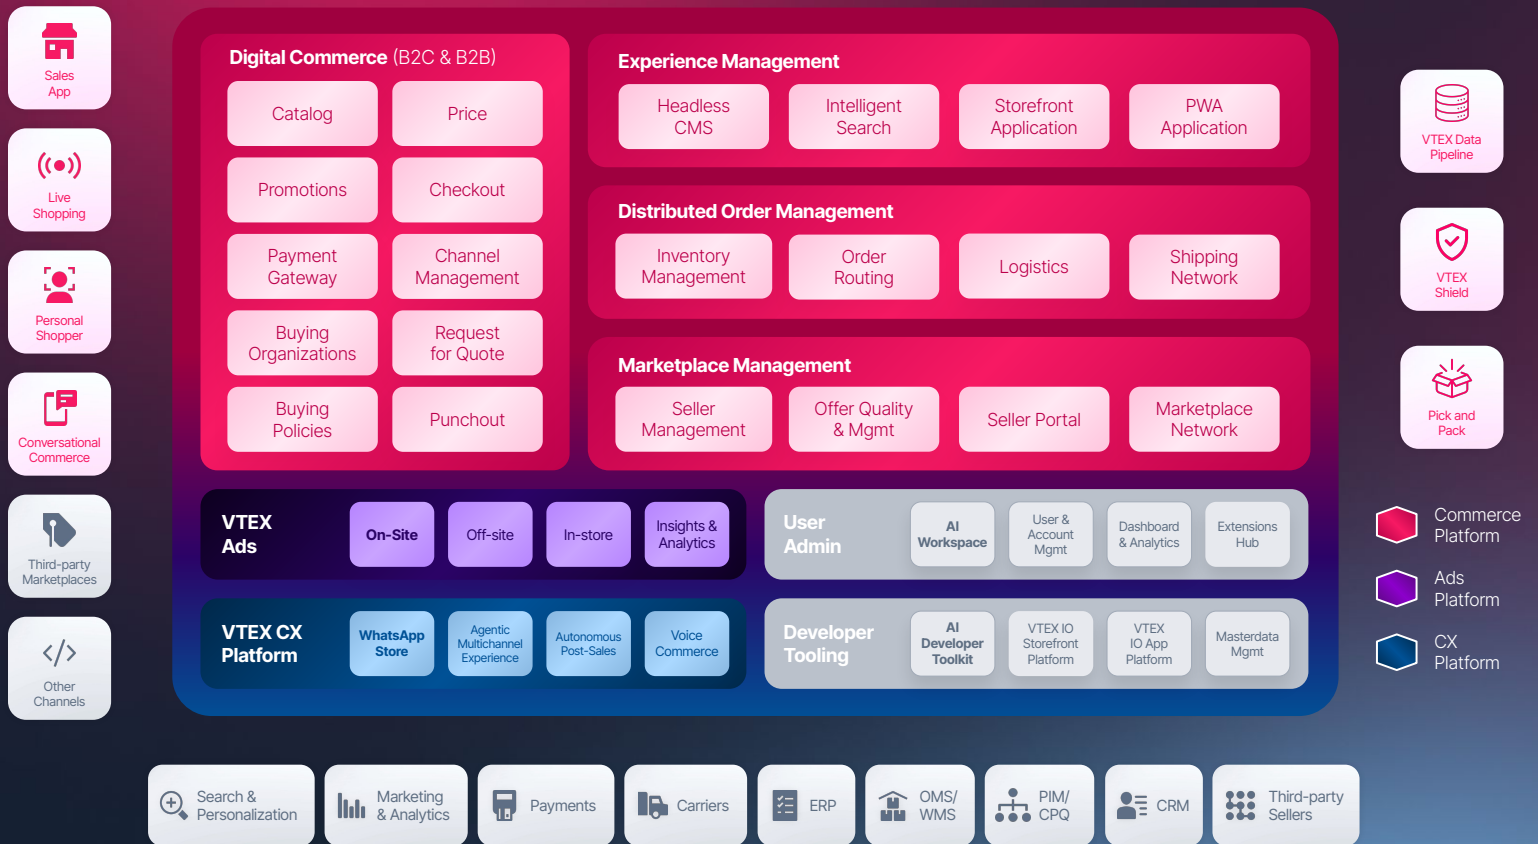 Sales
App
Live
Shopping
Personal
Shopper
Conversational
Commerce
Third-party
Marketplaces
Other
Channels
Digital Commerce (B2C & B2B)
Catalog
Price
Promotions
Checkout
Payment
Gateway
Channel
Management
Buying
Organizations
Request
for Quote
Buying
Policies
Punchout
Experience Management
Headless
CMS
Intelligent
Search
Storefront
Application
PWA
Application
Distributed Order Management
Inventory
Management
Order
Routing
Logistics
Shipping
Network
Marketplace Management
Seller
Management
Offer Quality
& Mgmt
Seller Portal
Marketplace
Network
VTEX
Ads
On-Site
Off-site
In-store
Insights &
Analytics
User
Admin
AI
Workspace
User &
Account
Mgmt
Dashboard
& Analytics
Extensions
Hub
VTEX CX
Platform
WhatsApp
Store
Agentic
Multichannel
Experience
Autonomous
Post-Sales
Voice
Commerce
Developer
Tooling
AI
Developer
Toolkit
VTEX IO
Storefront
Platform
VTEX
IO App
Platform
Masterdata
Mgmt
VTEX Data
Pipeline
VTEX
Shield
Pick and
Pack
Commerce
Platform
Ads
Platform
CX
Platform
Search &
Personalization
Marketing
& Analytics
Payments
Carriers
ERP
OMS/
WMS
PIM/
CPQ
CRM
Third-party
Sellers